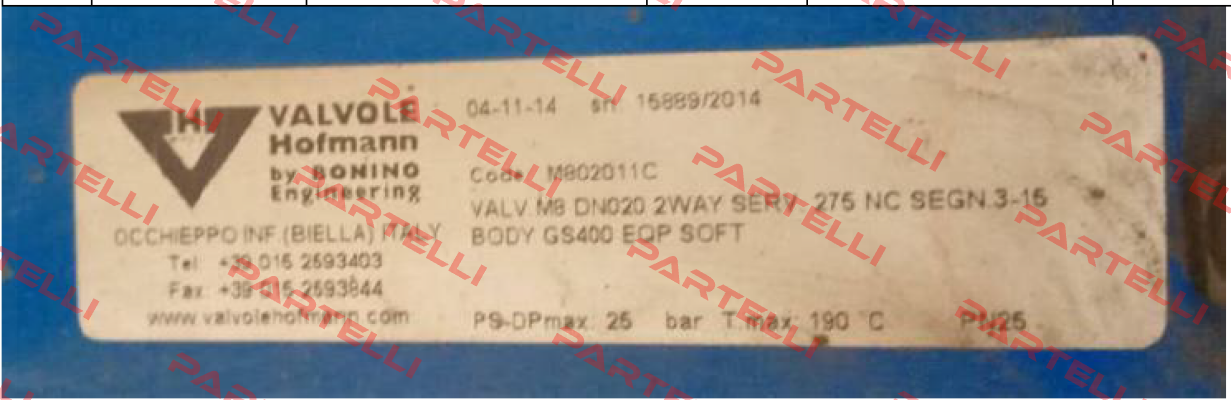 VALVOLE
Hofmann
by BONINO
Engineering
OCCHIEPPO INF (BIELLA) ITALY
Tel: +39 015 2593403
Fax: +39 015 2593844
www.valvolehofmann.com
04-11-14 sn: 15889/2014
Code: M802011C
VALV.M8 DN020 2WAY SERV. 275 NC SEGN.3-15
BODY GS400 EQP SOFT
PS-DPmax: 25 bar T.max: 190 °C PN25
PARTELLI